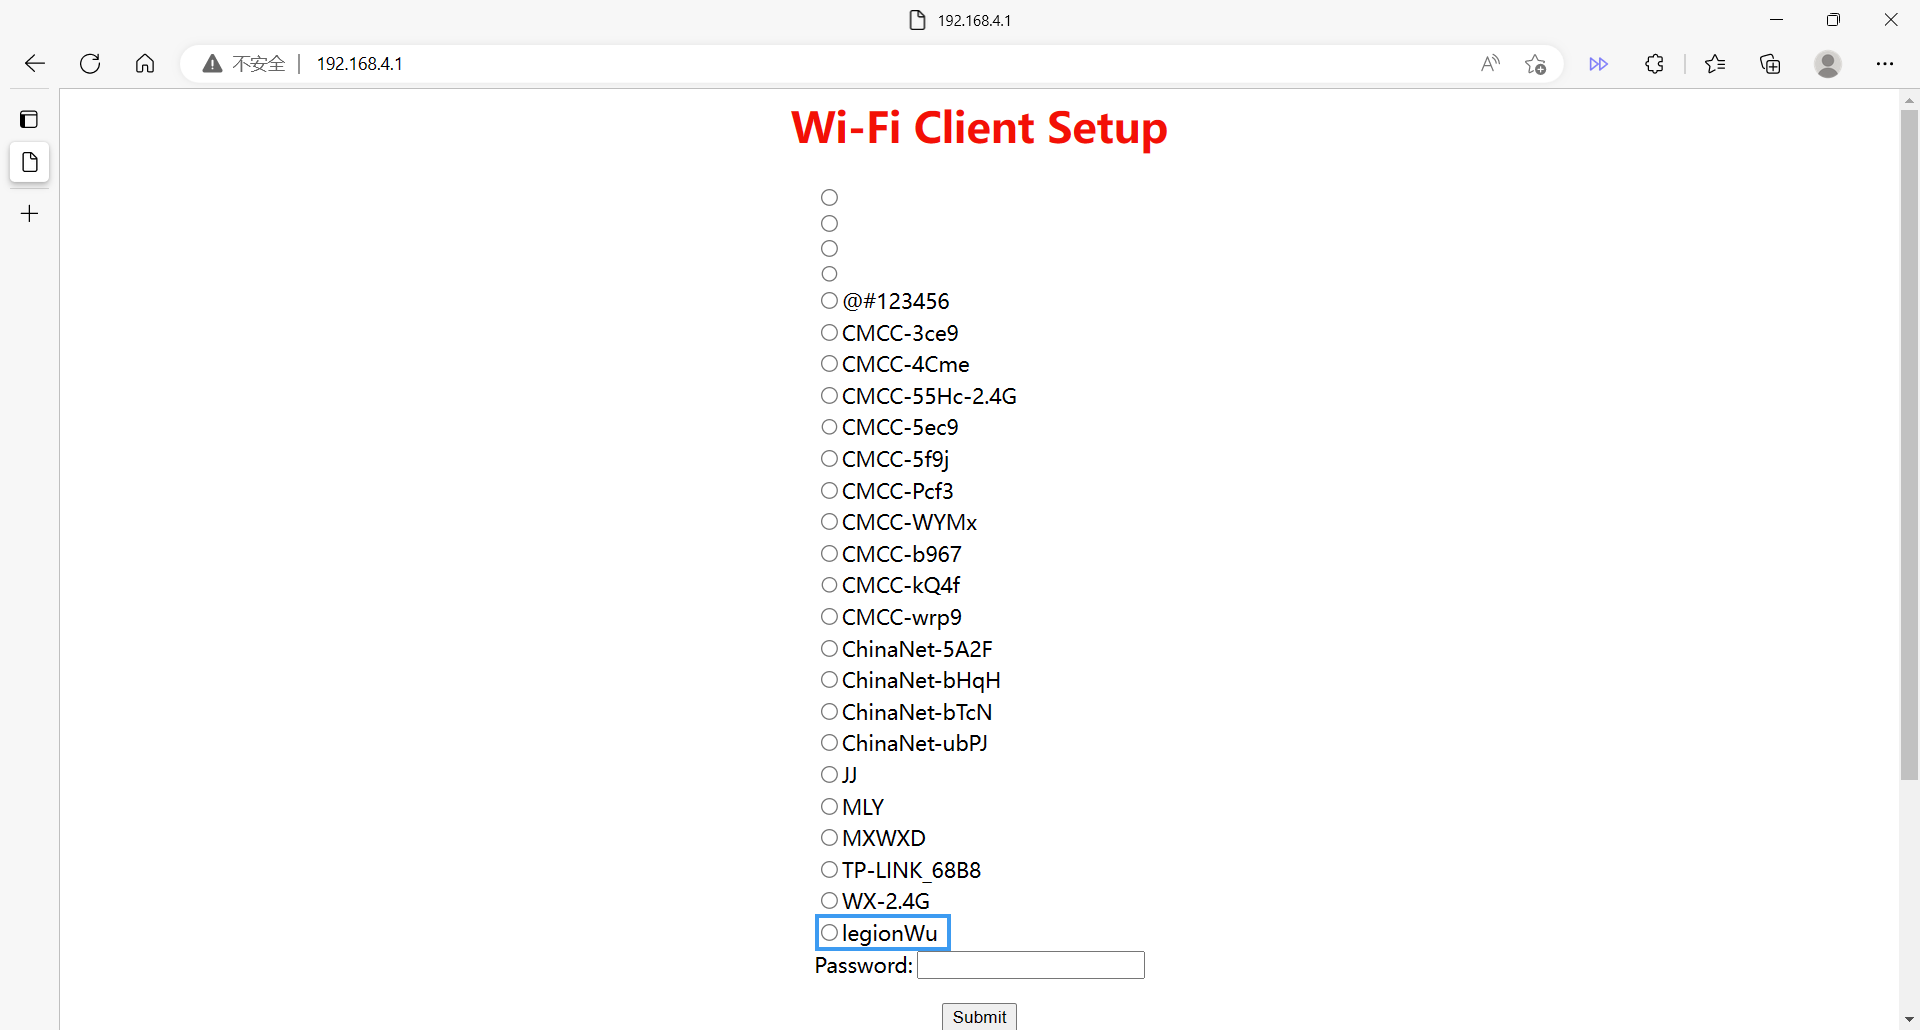 192.168.4.1
不安全 192.168.4.1
Wi-Fi Client Setup
@#123456
CMCC-3ce9
CMCC-4Cme
CMCC-55Hc-2.4G
CMCC-5ec9
CMCC-5f9j
CMCC-Pcf3
CMCC-WYMx
CMCC-b967
CMCC-kQ4f
CMCC-wrp9
ChinaNet-5A2F
ChinaNet-bHqH
ChinaNet-bTcN
ChinaNet-ubPJ
JJ
MLY
MXWXD
TP-LINK_68B8
WX-2.4G
legionWu
Password:
Submit